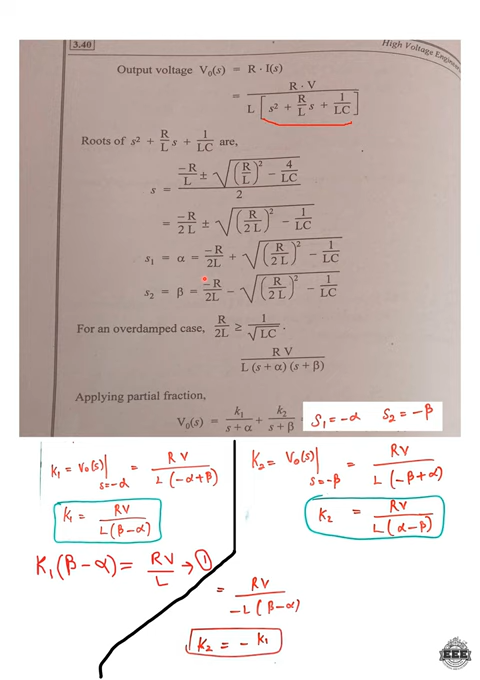 3.40
High Voltage Engineer
Output voltage V₀(s) = R · I(s)
= R · V / L [ s² + R/L s + 1/LC ]
Roots of s² + R/L s + 1/LC are,
s = ( -R/L ± √( (R/L)² - 4/LC ) ) / 2
= -R/2L ± √( (R/2L)² - 1/LC )
s₁ = α = -R/2L + √( (R/2L)² - 1/LC )
s₂ = β = -R/2L - √( (R/2L)² - 1/LC )
For an overdamped case, R/2L ≥ 1/√LC .
R V / L (s + α) (s + β)
Applying partial fraction,
V₀(s) = k₁/s + α + k₂/s + β
S₁ = -α S₂ = -β
K₁ = V₀(s) | s=-α = RV / L (-α+β)
K₁ = RV / L(β-α)
K₁(β-α) = RV/L → ①
K₂ = V₀(s) | s=-β = RV / L (-β+α)
K₂ = RV / L(α-β)
= RV / -L(β-α)
K₂ = - K₁
EEE